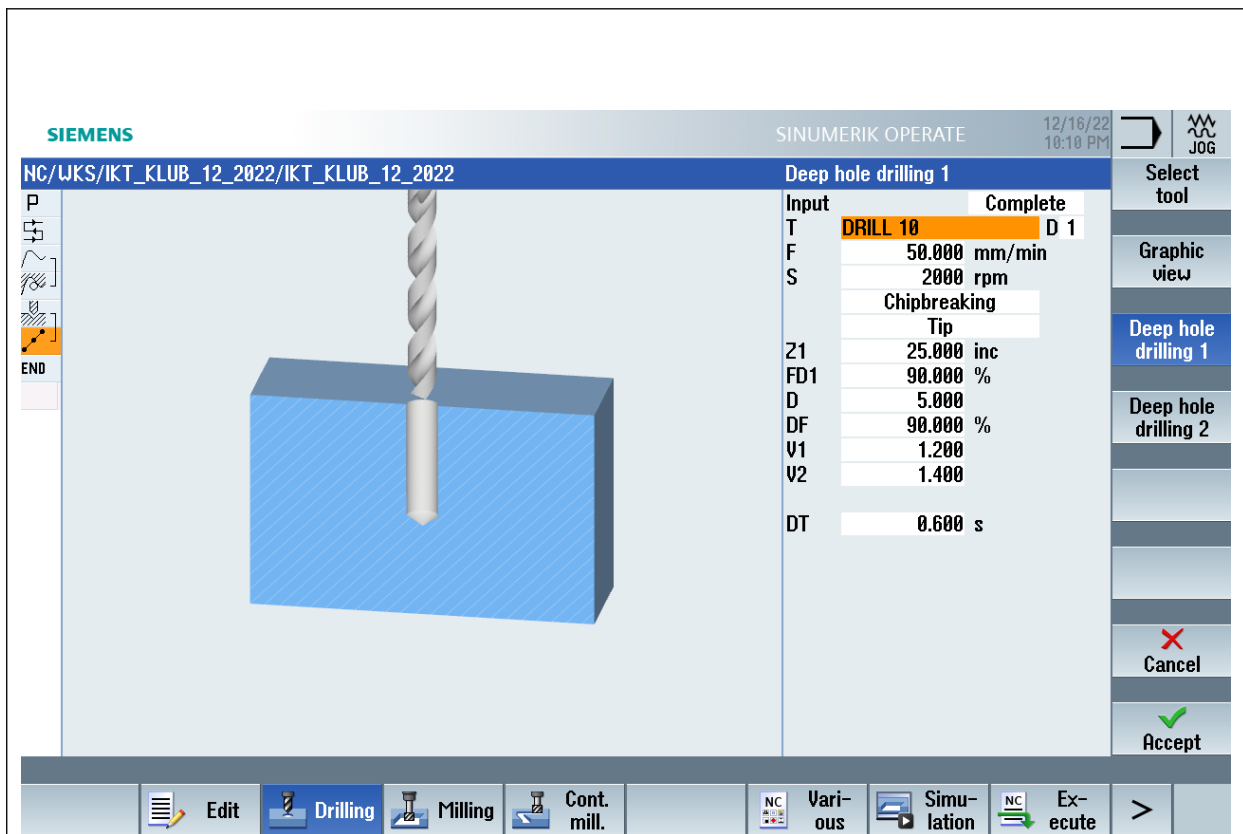 SIEMENS
SINUMERIK OPERATE
12/16/22
10:10 PM
JOG
NC/WKS/IKT_KLUB_12_2022/IKT_KLUB_12_2022
Deep hole drilling 1
P
END
Input Complete
T DRILL 10 D 1
F 50.000 mm/min
S 2000 rpm
Chipbreaking
Tip
Z1 25.000 inc
FD1 90.000 %
D 5.000
DF 90.000 %
V1 1.200
V2 1.400
DT 0.600 s
Select
tool
Graphic
view
Deep hole
drilling 1
Deep hole
drilling 2
Cancel
Accept
Edit
Drilling
Milling
Cont.
mill.
NC
Vari-
ous
Simu-
lation
NC
Ex-
ecute
>